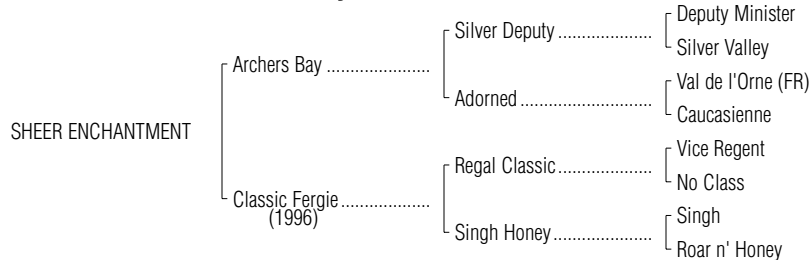 Deputy Minister
Silver Deputy ....................
Silver Valley
Archers Bay ......................
Val de l'Orne (FR)
Adorned ............................
Caucasienne
SHEER ENCHANTMENT
Vice Regent
Regal Classic....................
No Class
Classic Fergie ...................
(1996)
Singh
Singh Honey.....................
Roar n' Honey